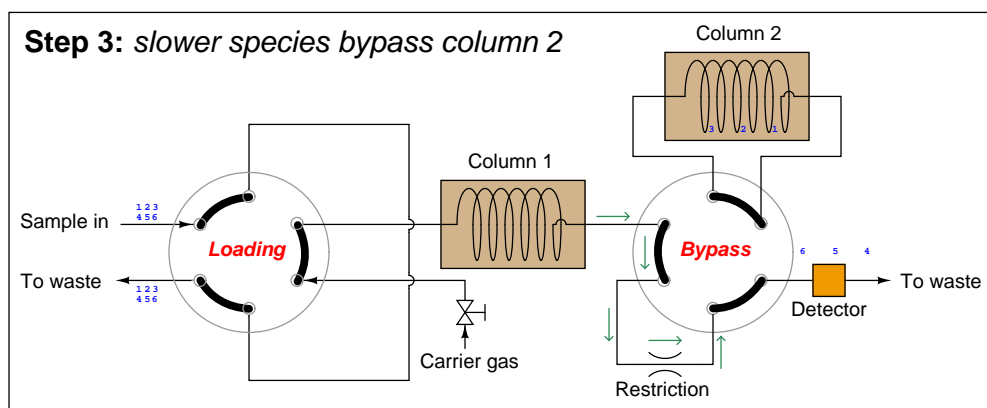 Step 3: slower species bypass column 2
Column 2
3 2 1
Column 1
Sample in
1 2 3
4 5 6
Loading
Bypass
6 5 4
To waste
1 2 3
4 5 6
To waste
Detector
Carrier gas
Restriction